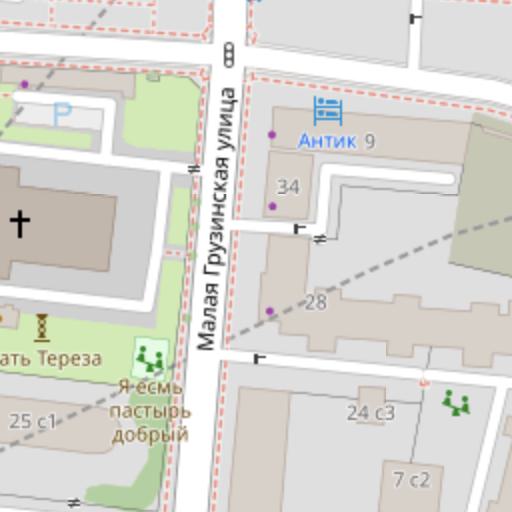 P
Антик 9
34
Малая Грузинская улица
28
ать Тереза
Я есмь
пастырь
добрый
25 с1
24 с3
7 с2